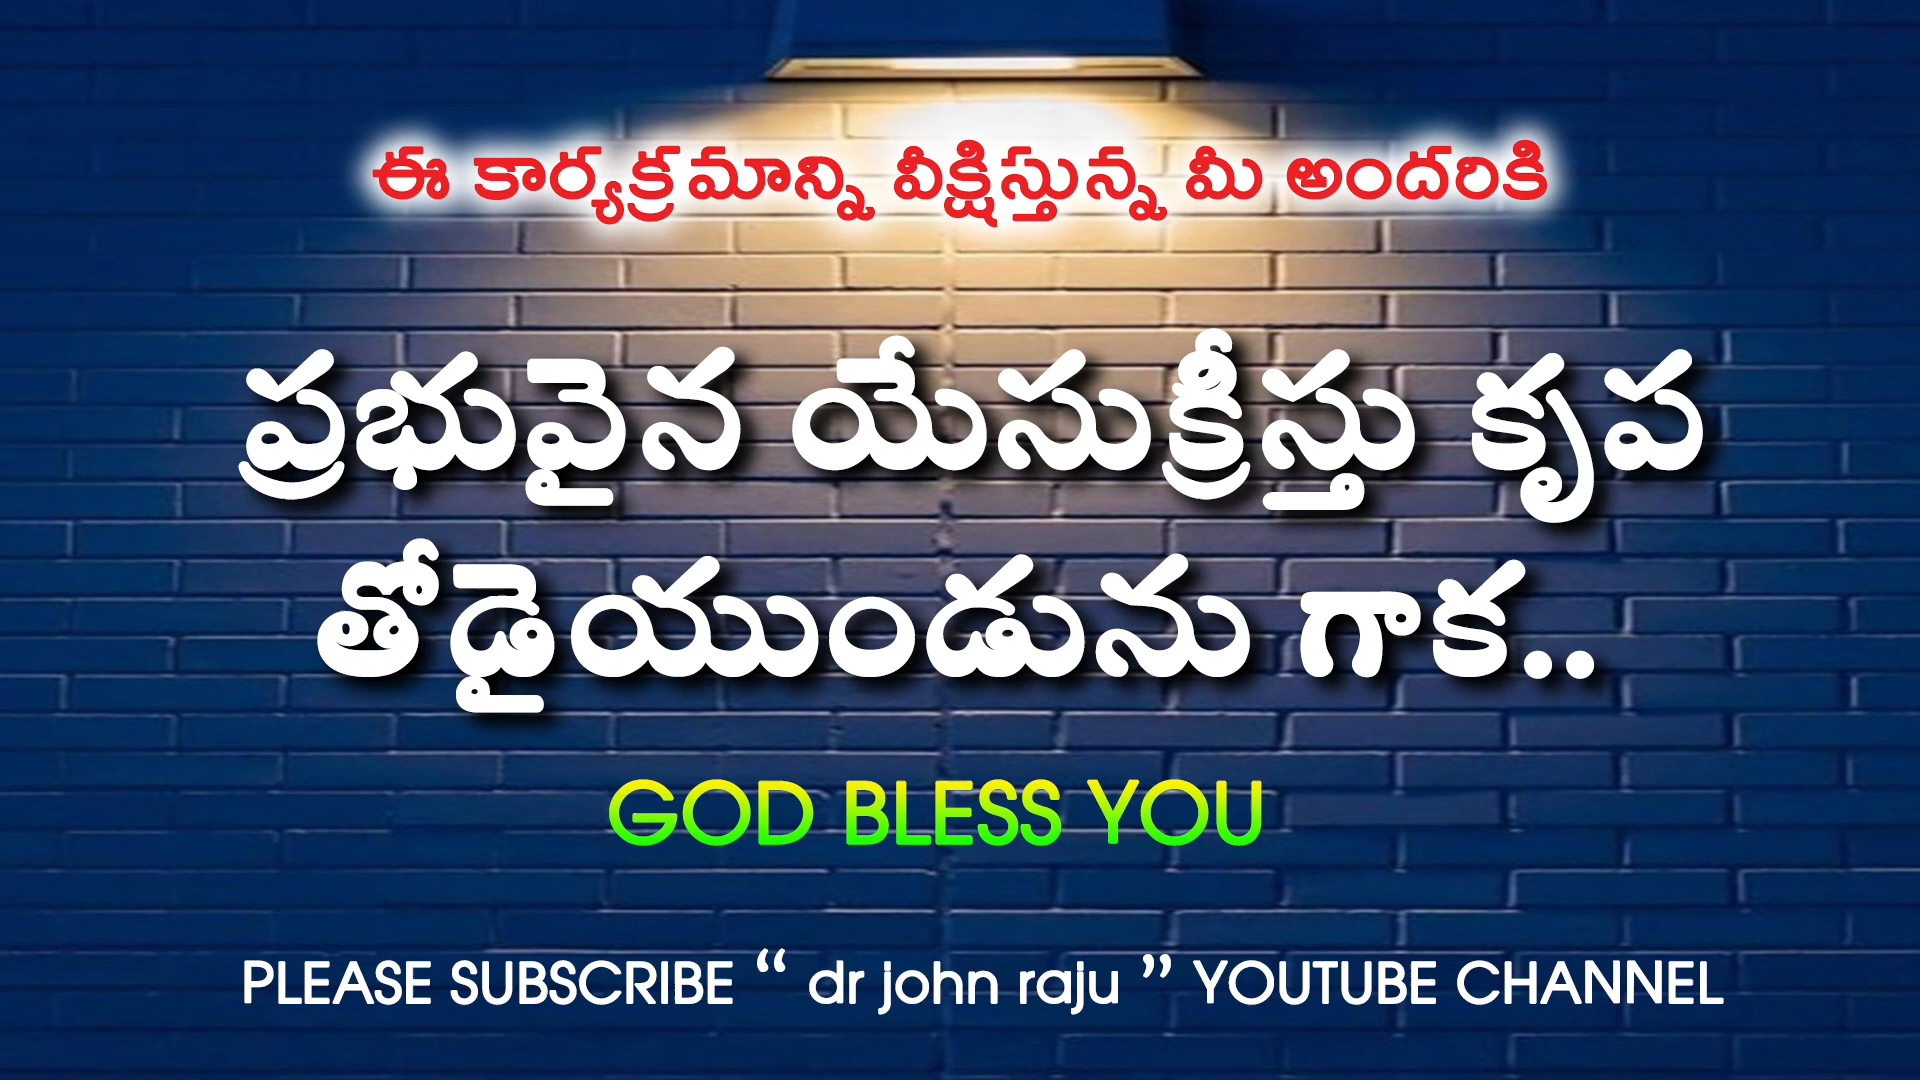 ఈ కార్యక్రమాన్ని వీక్షిస్తున్న మీ అందరికి
ప్రభువైన యేసుక్రీస్తు కృప
తోడైయుండును గాక..
GOD BLESS YOU
PLEASE SUBSCRIBE “ dr john raju ” YOUTUBE CHANNEL